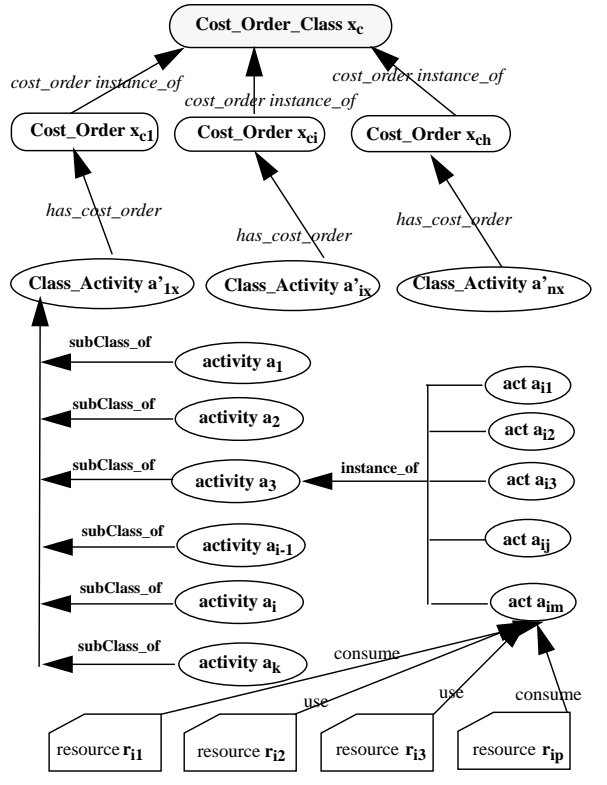 Cost_Order_Class x_c
cost_order instance_of
cost_order instance_of
cost_order instance_of
Cost_Order x_c1
Cost_Order x_ci
Cost_Order x_ch
has_cost_order
has_cost_order
has_cost_order
Class_Activity a'_1x
Class_Activity a'_ix
Class_Activity a'_nx
subClass_of
activity a_1
act a_i1
subClass_of
activity a_2
act a_i2
subClass_of
activity a_3
instance_of
act a_i3
subClass_of
activity a_i-1
act a_ij
subClass_of
activity a_i
act a_im
subClass_of
activity a_k
consume
use
use
consume
resource r_i1
resource r_i2
resource r_i3
resource r_ip